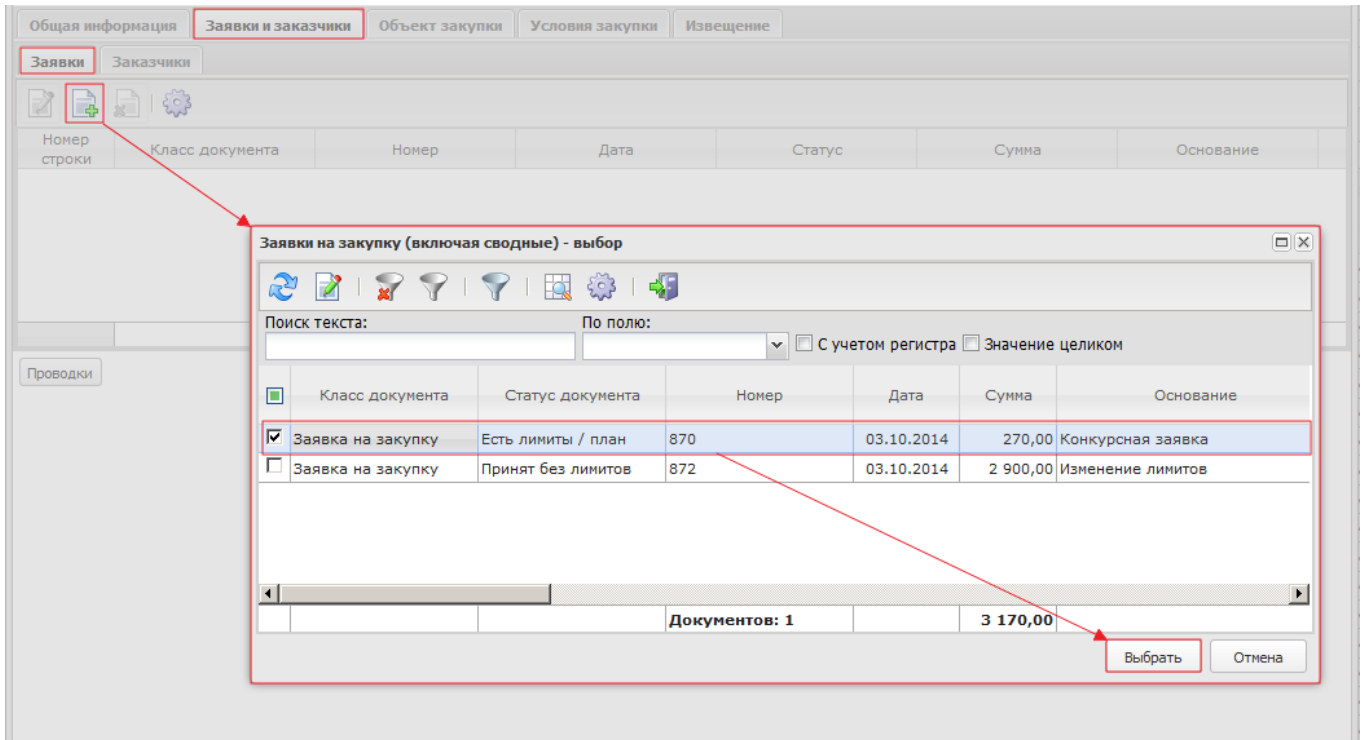 Общая информация Заявки и заказчики Объект закупки Условия закупки Извещение
Заявки Заказчики
Номер строки Класс документа Номер Дата Статус Сумма Основание
Заявки на закупку (включая сводные) - выбор
Поиск текста: По полю:
С учетом регистра Значение целиком
Проводки
Класс документа Статус документа Номер Дата Сумма Основание
Заявка на закупку Есть лимиты / план 870 03.10.2014 270,00 Конкурсная заявка
Заявка на закупку Принят без лимитов 872 03.10.2014 2 900,00 Изменение лимитов
Документов: 1 3 170,00
Выбрать Отмена